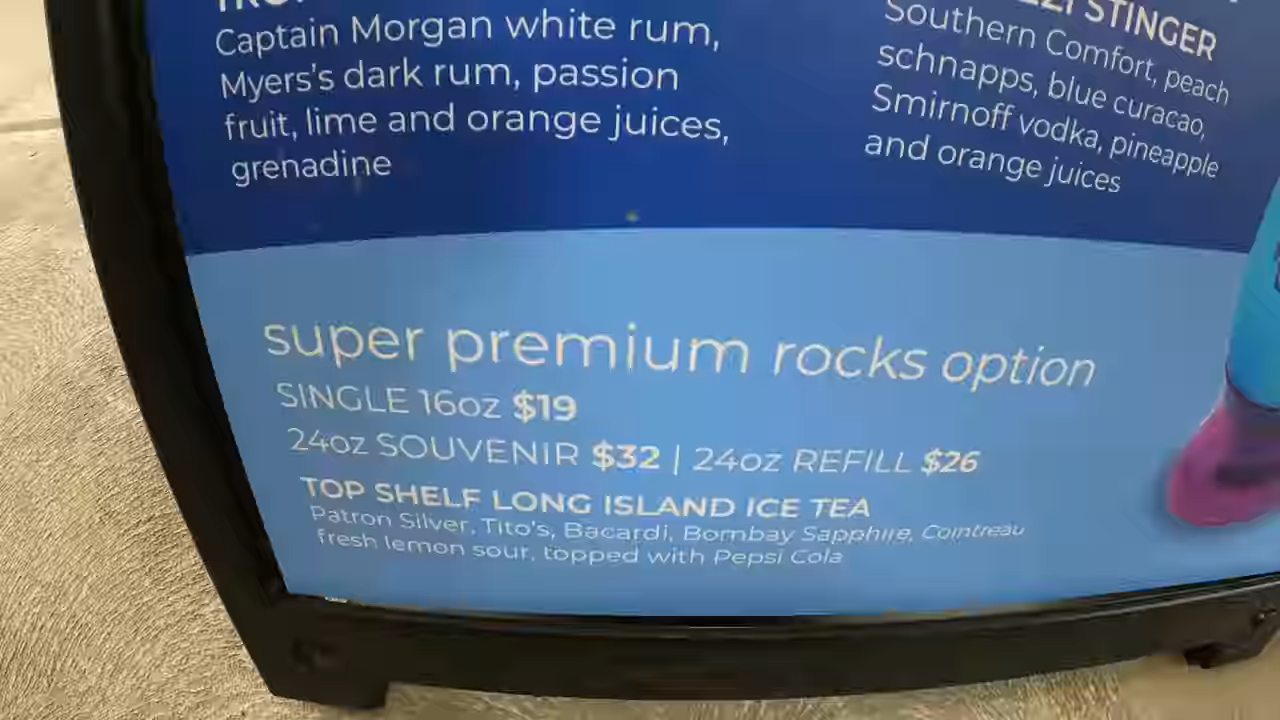 Captain Morgan white rum,
Myers's dark rum, passion
fruit, lime and orange juices,
grenadine
STINGER
Southern Comfort, peach
schnapps, blue curacao,
Smirnoff vodka, pineapple
and orange juices
super premium rocks option
SINGLE 16oz $19
24oz SOUVENIR $32 | 24oz REFILL $26
TOP SHELF LONG ISLAND ICE TEA
Patron Silver, Tito's, Bacardi, Bombay Sapphire, Cointreau
fresh lemon sour, topped with Pepsi Cola